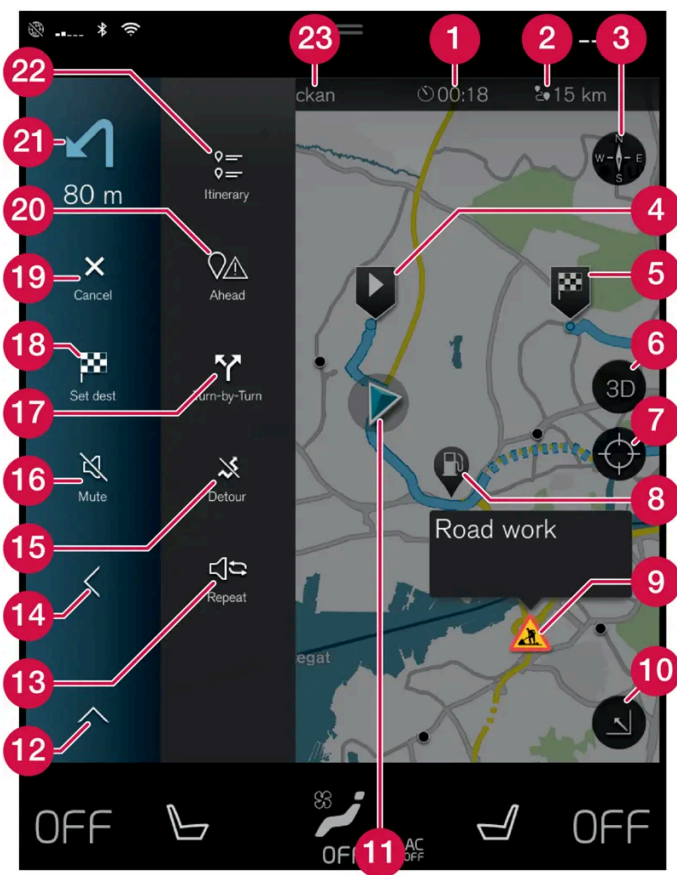 23
1
2
3
22
ckan
00:18
15 km
--
21
N
W
E
S
80 m
Itinerary
20
4
19
Cancel
Ahead
5
18
Set dest
17
Turn-by-Turn
6
3D
7
16
Mute
15
Detour
8
Road work
14
Repeat
9
egat
13
10
12
OFF
OFF
11
AC
OFF
OFF